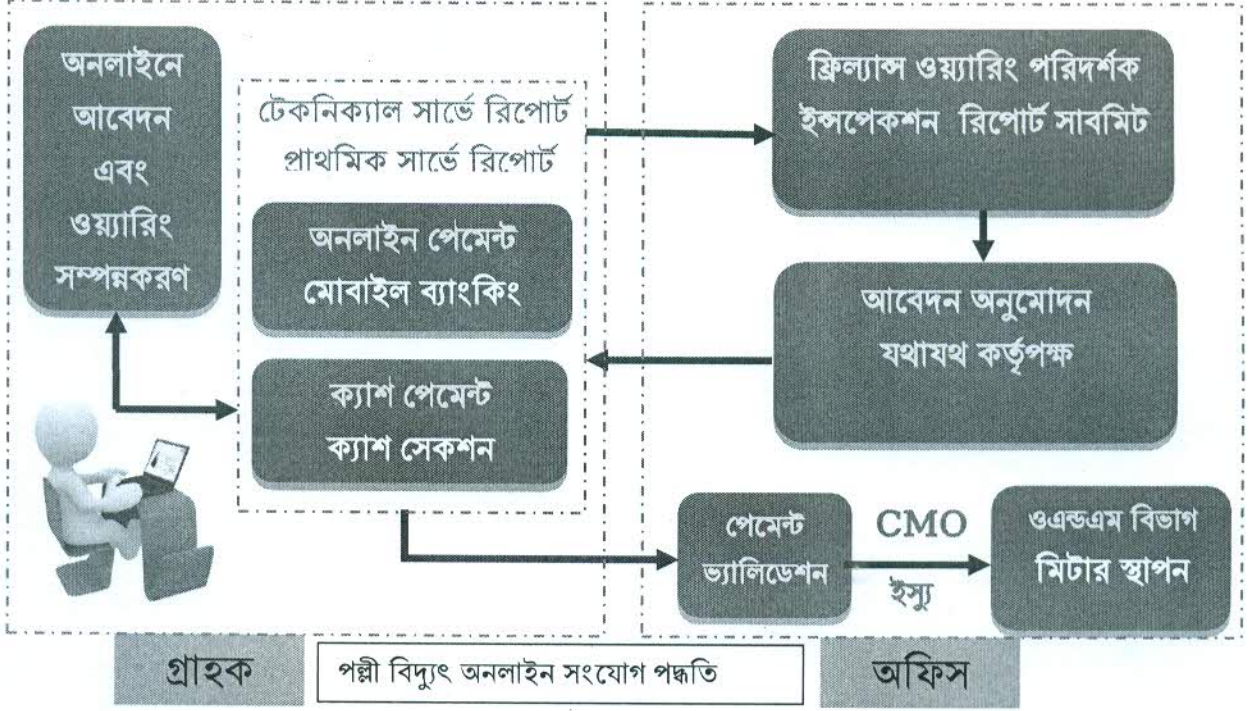 অনলাইনে
আবেদন
এবং
ওয়্যারিং
সম্পন্নকরণ
টেকনিক্যাল সার্ভে রিপোর্ট
প্রাথমিক সার্ভে রিপোর্ট
অনলাইন পেমেন্ট
মোবাইল ব্যাংকিং
ক্যাশ পেমেন্ট
ক্যাশ সেকশন
ফ্রিল্যান্স ওয়্যারিং পরিদর্শক
ইন্সপেকশন রিপোর্ট সাবমিট
আবেদন অনুমোদন
যথাযথ কর্তৃপক্ষ
পেমেন্ট
ভ্যালিডেশন
CMO
ইস্যু
ওএন্ডএম বিভাগ
মিটার স্থাপন
গ্রাহক
পল্লী বিদ্যুৎ অনলাইন সংযোগ পদ্ধতি
অফিস